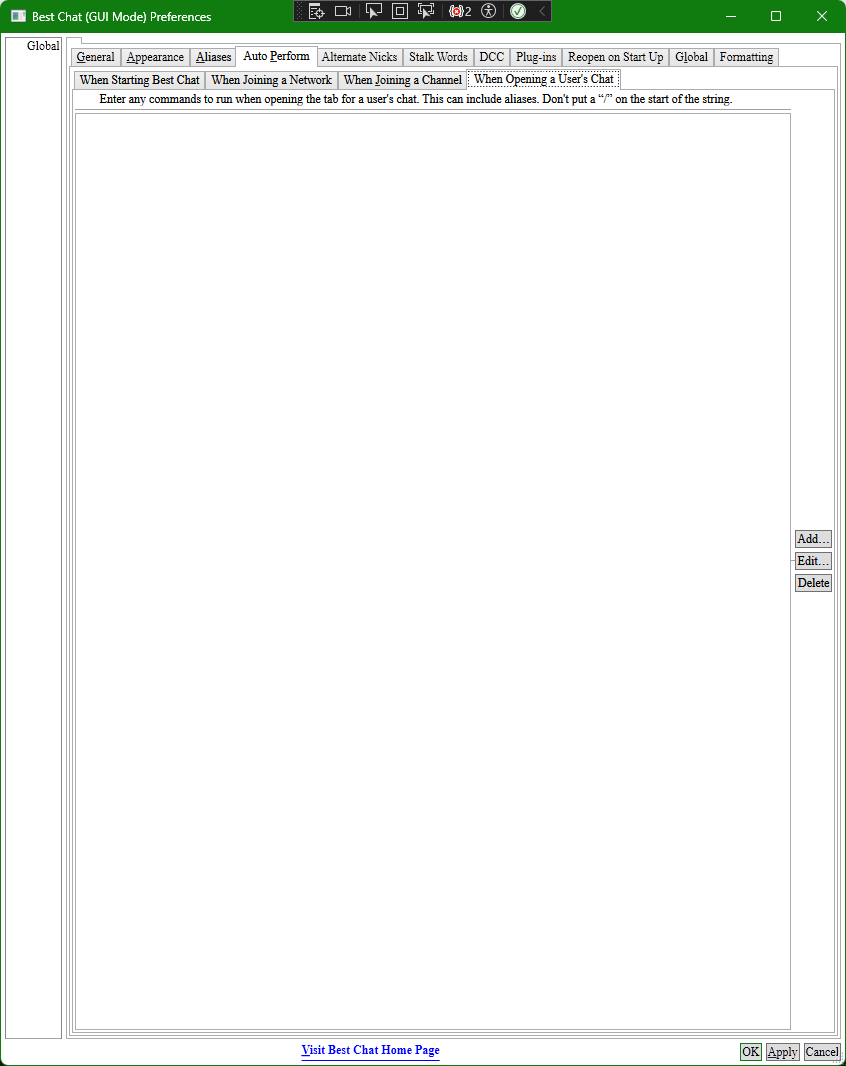 Best Chat (GUI Mode) Preferences
2
Global
General Appearance Aliases Auto Perform Alternate Nicks Stalk Words DCC Plug-ins Reopen on Start Up Global Formatting
When Starting Best Chat When Joining a Network When Joining a Channel When Opening a User's Chat
Enter any commands to run when opening the tab for a user's chat. This can include aliases. Don't put a “/” on the start of the string.
Add…
Edit…
Delete
Visit Best Chat Home Page
OK Apply Cancel